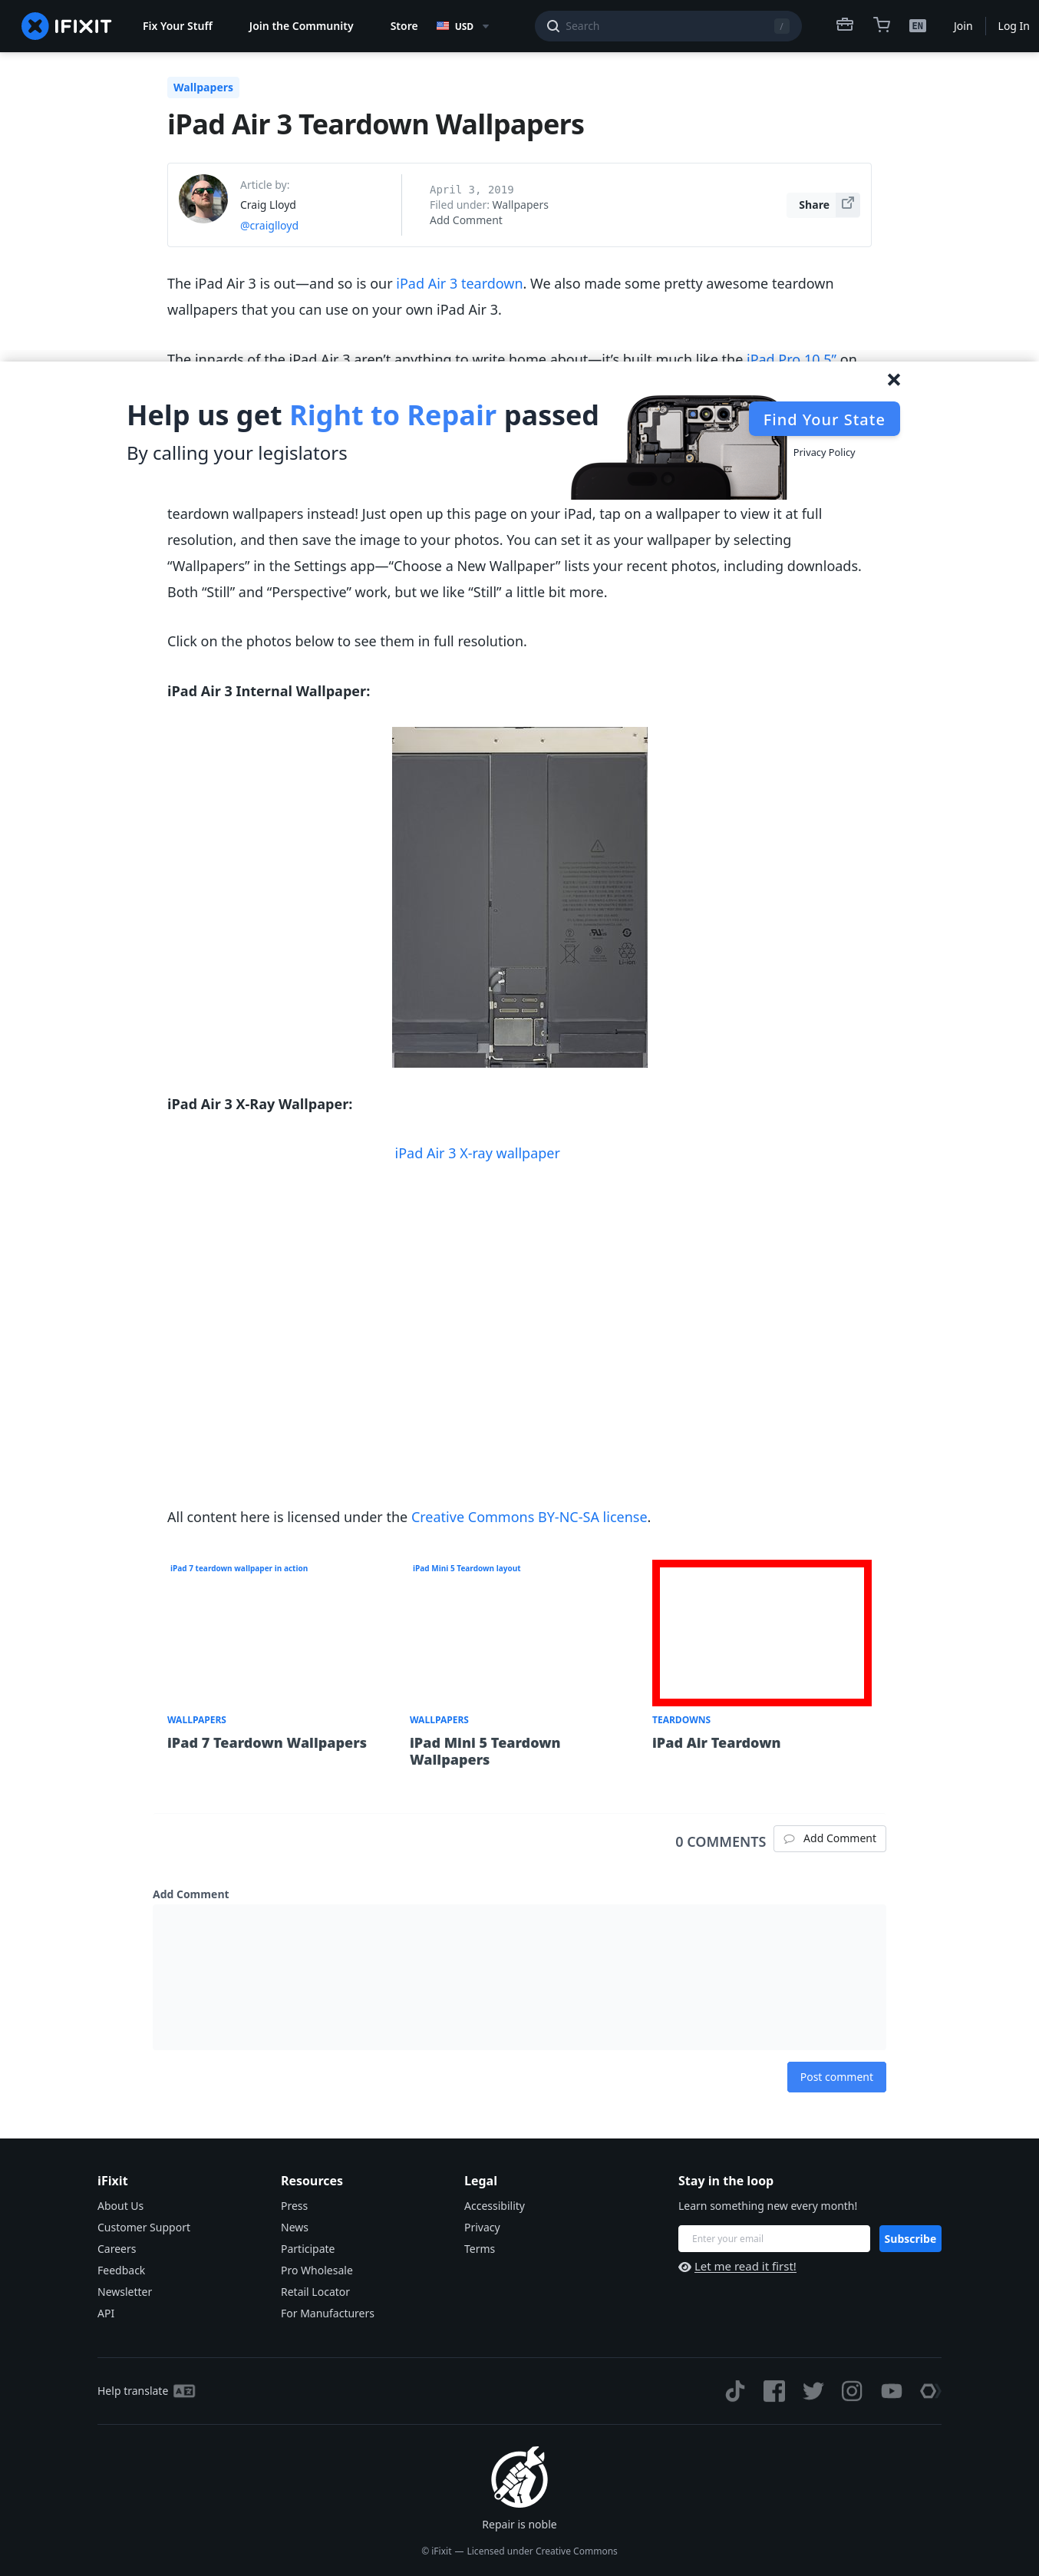 IFIXIT
Fix Your Stuff
Join the Community
Store
USD
Search
/
EN
Join
Log In
Wallpapers
iPad Air 3 Teardown Wallpapers
Article by:
Craig Lloyd
@craiglloyd
April 3, 2019
Filed under: Wallpapers
Add Comment
Share
The iPad Air 3 is out—and so is our iPad Air 3 teardown. We also made some pretty awesome teardown
wallpapers that you can use on your own iPad Air 3.
The innards of the iPad Air 3 aren’t anything to write home about—it’s built much like the iPad Pro 10.5” on
Help us get Right to Repair passed
By calling your legislators
Find Your State
Privacy Policy
teardown wallpapers instead! Just open up this page on your iPad, tap on a wallpaper to view it at full
resolution, and then save the image to your photos. You can set it as your wallpaper by selecting
“Wallpapers” in the Settings app—“Choose a New Wallpaper” lists your recent photos, including downloads.
Both “Still” and “Perspective” work, but we like “Still” a little bit more.
Click on the photos below to see them in full resolution.
iPad Air 3 Internal Wallpaper:
iPad Air 3 X-Ray Wallpaper:
iPad Air 3 X-ray wallpaper
All content here is licensed under the Creative Commons BY-NC-SA license.
iPad 7 teardown wallpaper in action
WALLPAPERS
iPad 7 Teardown Wallpapers
iPad Mini 5 Teardown layout
WALLPAPERS
iPad Mini 5 Teardown
Wallpapers
TEARDOWNS
iPad Air Teardown
0 COMMENTS
Add Comment
Add Comment
Post comment
iFixit
About Us
Customer Support
Careers
Feedback
Newsletter
API
Resources
Press
News
Participate
Pro Wholesale
Retail Locator
For Manufacturers
Legal
Accessibility
Privacy
Terms
Stay in the loop
Learn something new every month!
Enter your email
Subscribe
Let me read it first!
Help translate
Repair is noble
© iFixit — Licensed under Creative Commons